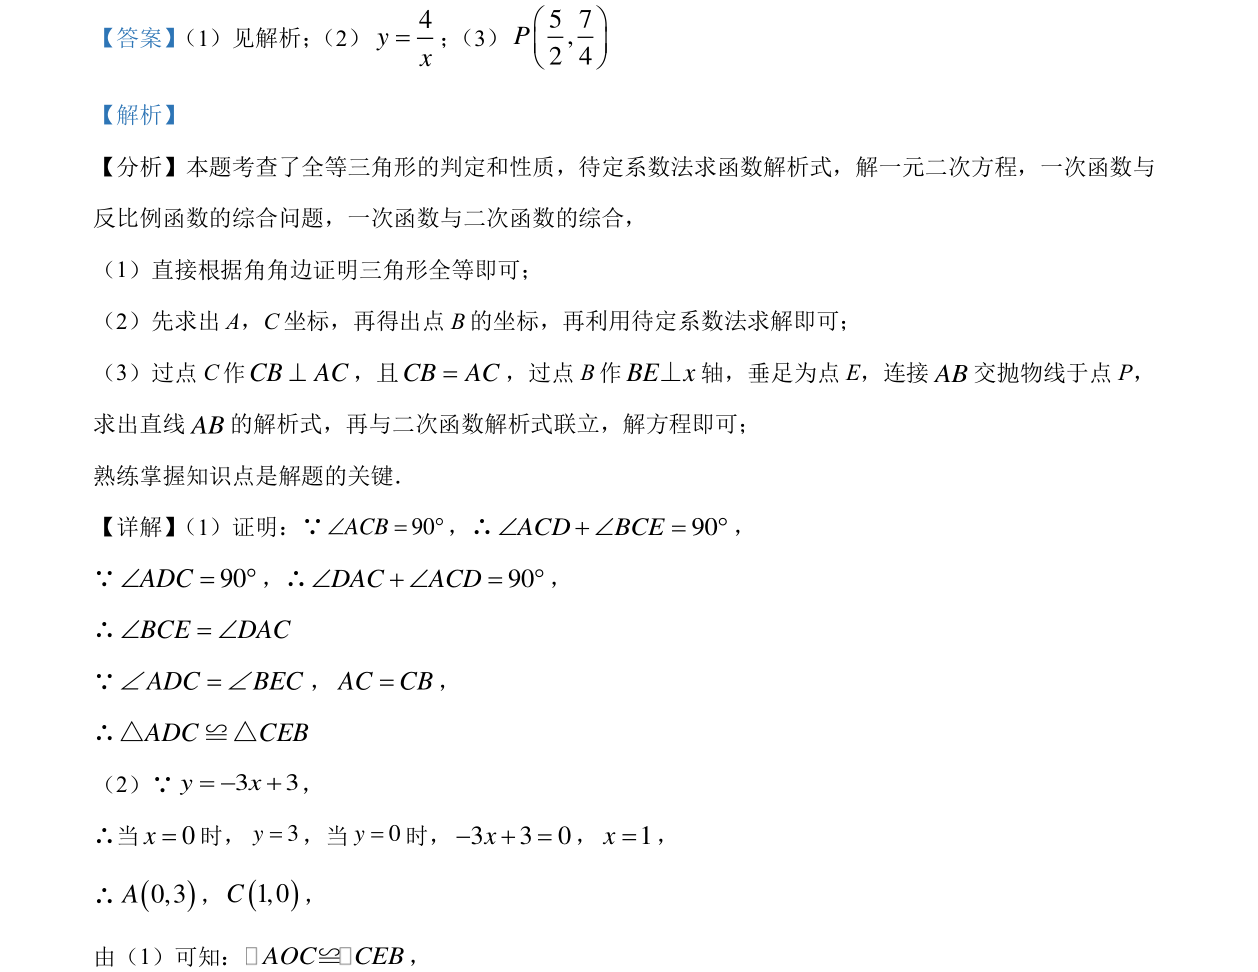 【答案】（1）见解析；（2）y=4/x；（3）P(5/2,7/4)
【解析】
【分析】本题考查了全等三角形的判定和性质，待定系数法求函数解析式，解一元二次方程，一次函数与
反比例函数的综合问题，一次函数与二次函数的综合，
（1）直接根据角角边证明三角形全等即可；
（2）先求出 A，C 坐标，再得出点 B 的坐标，再利用待定系数法求解即可；
（3）过点 C 作 CB ⊥ AC，且 CB = AC，过点 B 作 BE⊥x 轴，垂足为点 E，连接 AB 交抛物线于点 P，
求出直线 AB 的解析式，再与二次函数解析式联立，解方程即可；
熟练掌握知识点是解题的关键．
【详解】（1）证明：∵∠ACB = 90°，∴∠ACD + ∠BCE = 90°，
∵∠ADC = 90°，∴∠DAC + ∠ACD = 90°，
∴∠BCE = ∠DAC
∵∠ADC = ∠BEC，AC = CB，
∴△ADC ≌ △CEB
（2）∵ y = −3x + 3，
∴当 x = 0 时，y = 3，当 y = 0 时，−3x + 3 = 0，x = 1，
∴ A(0,3)，C(1,0)，
由（1）可知：□AOC≌□CEB，